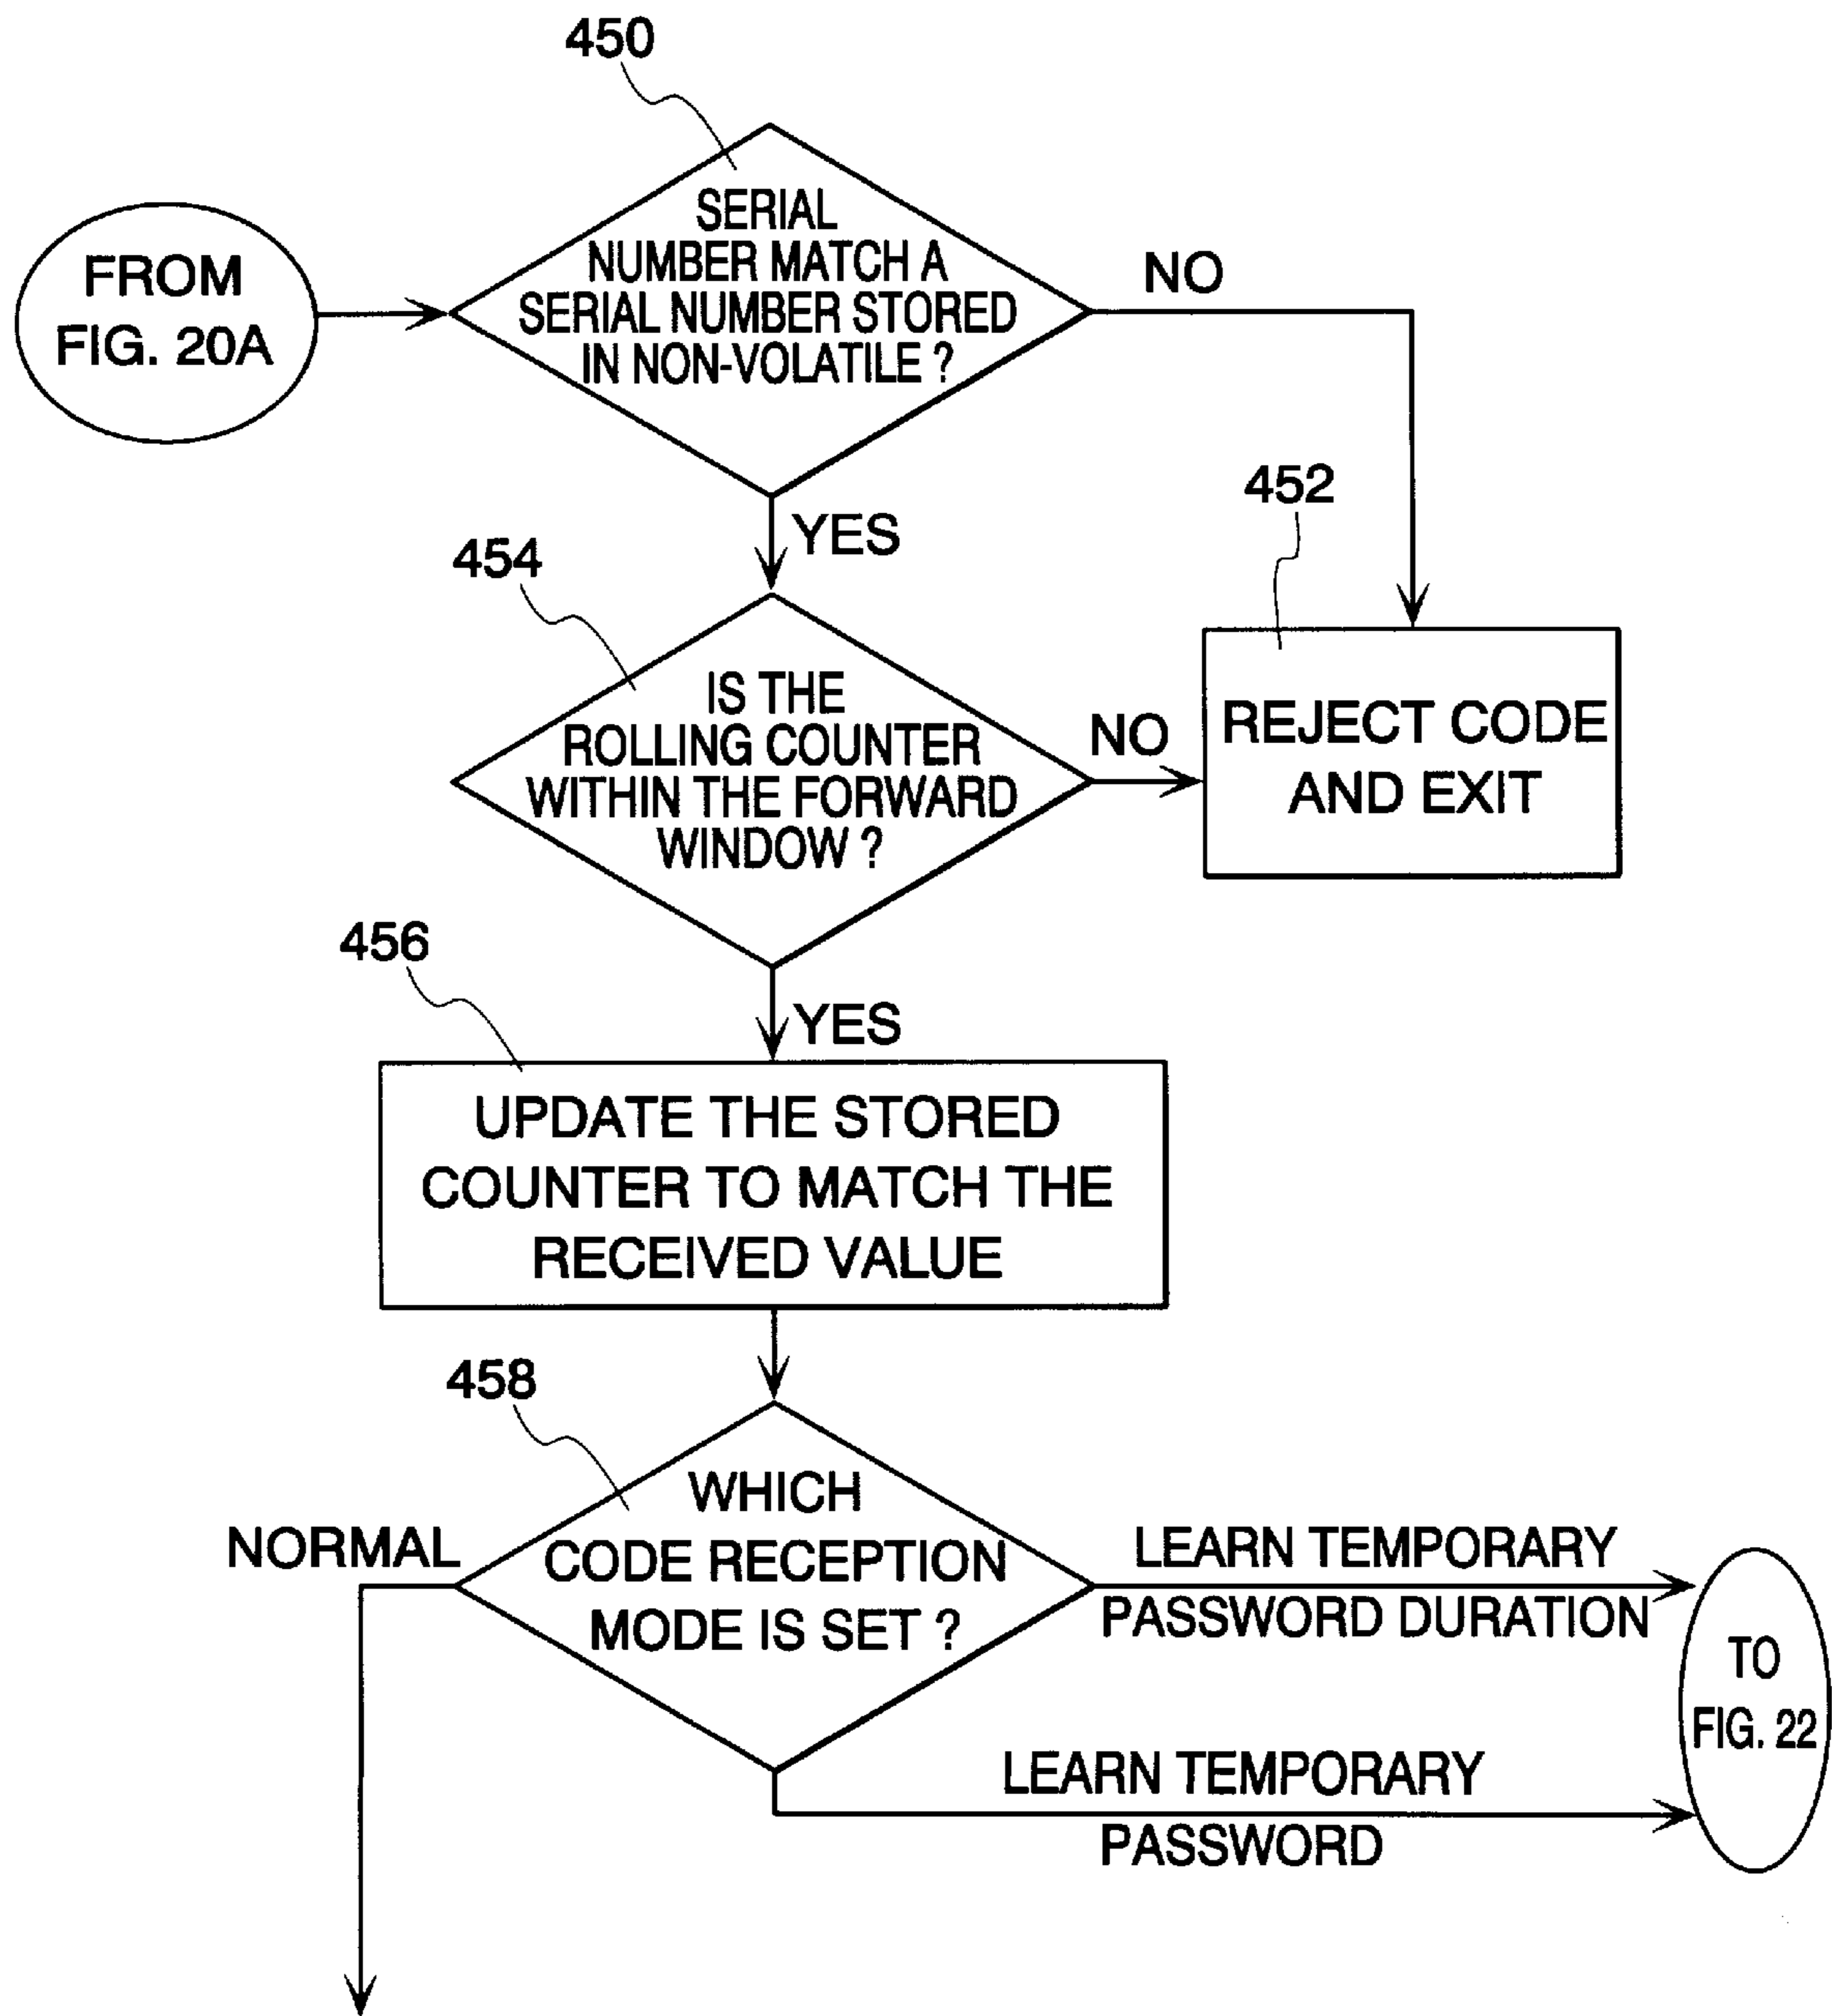 450
SERIAL
NUMBER MATCH A
SERIAL NUMBER STORED
IN NON-VOLATILE ?
FROM
FIG. 20A
NO
452
YES
454
IS THE
ROLLING COUNTER
WITHIN THE FORWARD
WINDOW ?
NO
REJECT CODE
AND EXIT
456
YES
UPDATE THE STORED
COUNTER TO MATCH THE
RECEIVED VALUE
458
WHICH
CODE RECEPTION
MODE IS SET ?
NORMAL
LEARN TEMPORARY
PASSWORD DURATION
TO
FIG. 22
LEARN TEMPORARY
PASSWORD